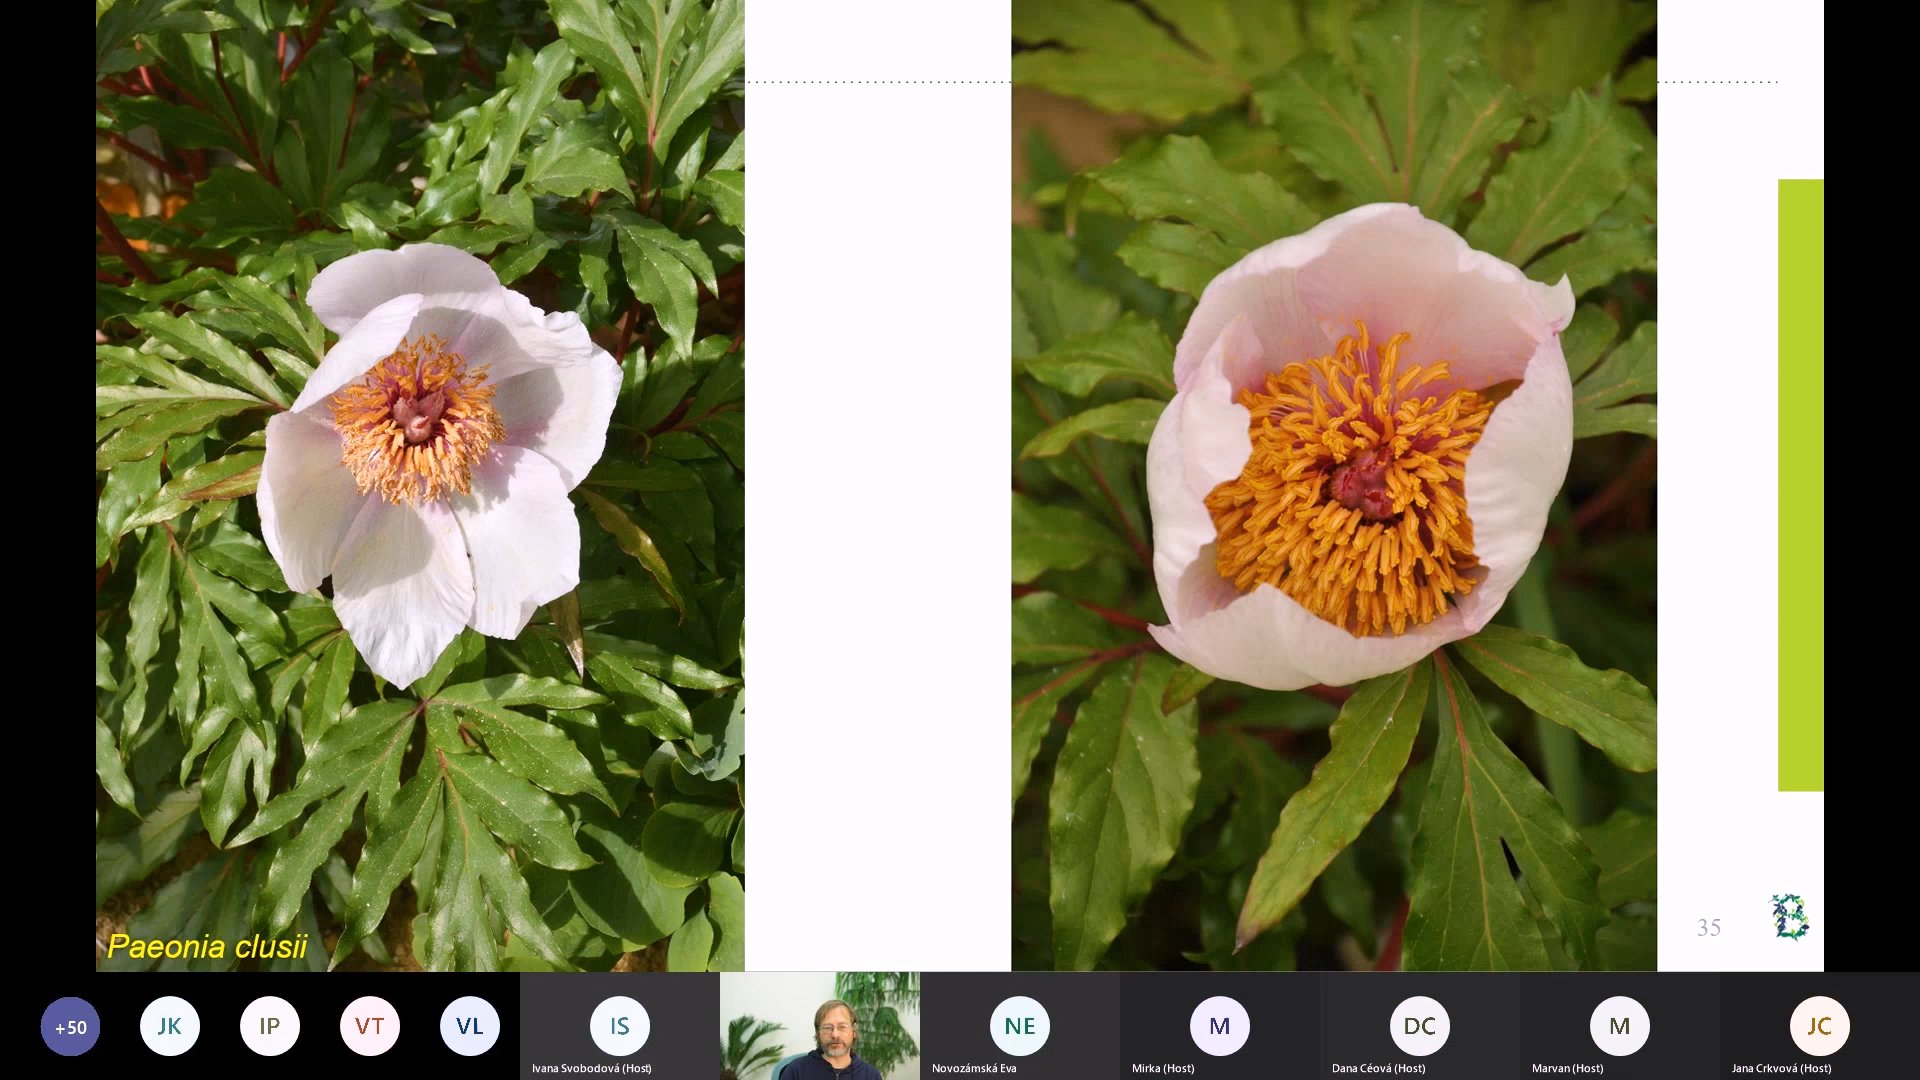 Paeonia clusii
35
B
+50
JK
IP
VT
VL
IS
NE
M
DC
M
JC
Ivana Svobodová (Host)
Novozámská Eva
Mirka (Host)
Dana Céová (Host)
Marvan (Host)
Jana Crkvová (Host)